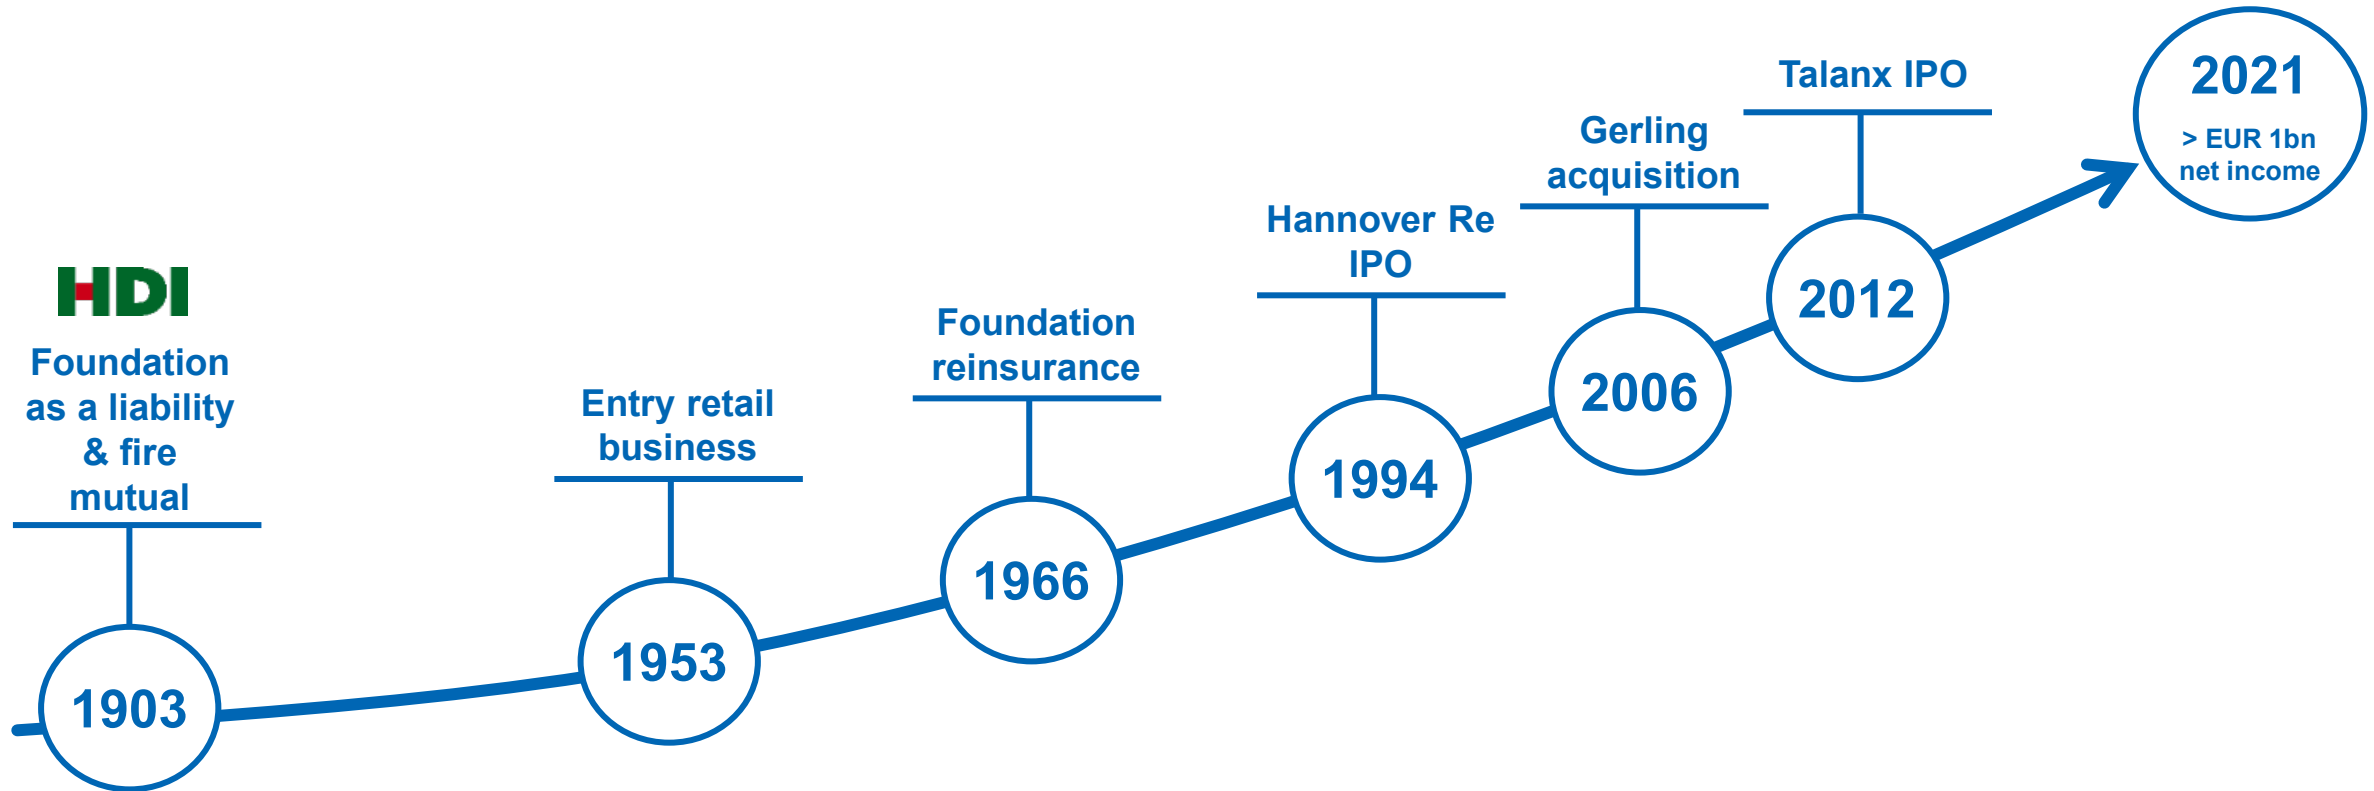 HDI
Foundation
as a liability
& fire
mutual
1903
Entry retail
business
1953
Foundation
reinsurance
1966
Hannover Re
IPO
1994
Gerling
acquisition
2006
Talanx IPO
2012
2021
> EUR 1bn
net income